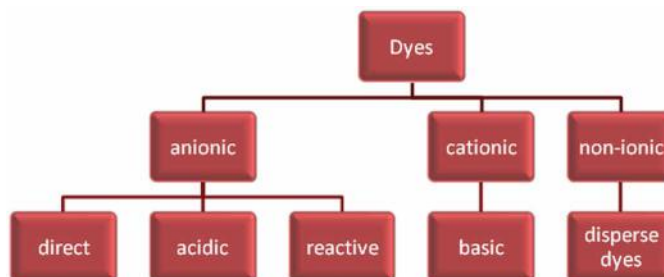 Dyes
anionic
cationic
non-ionic
direct
acidic
reactive
basic
disperse
dyes